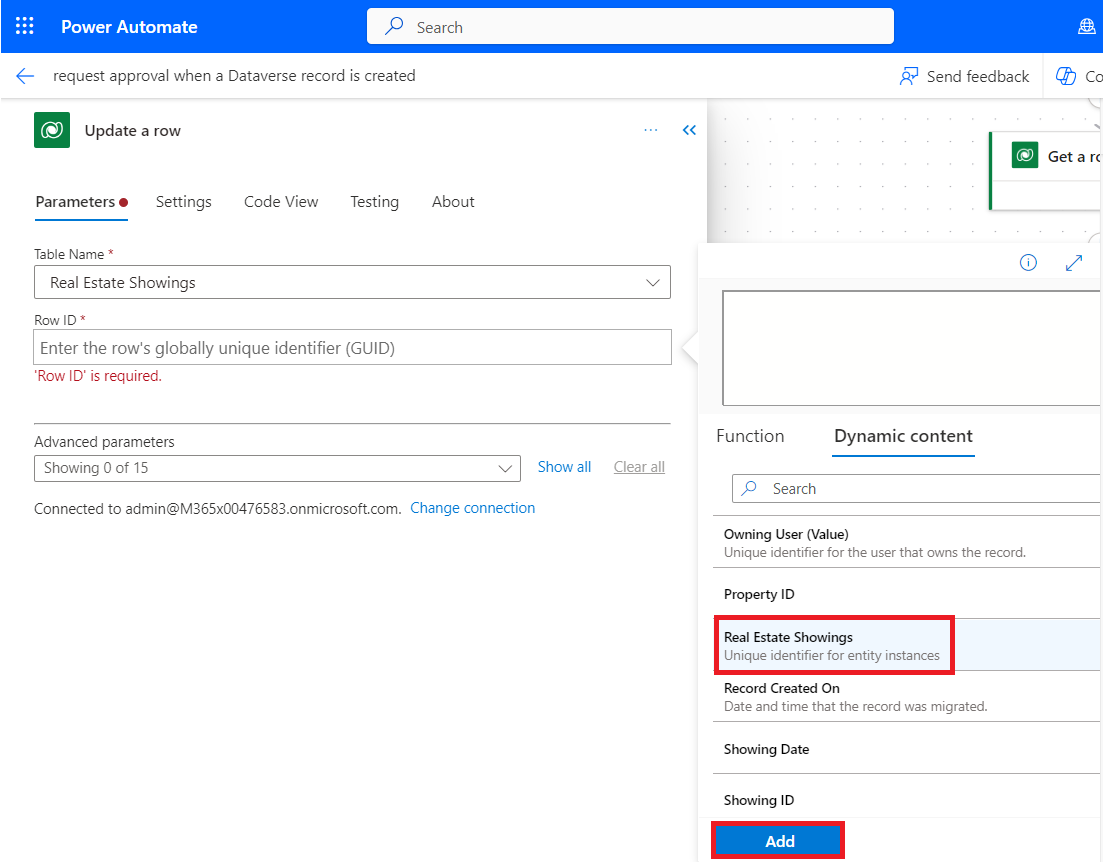 Power Automate
Search
request approval when a Dataverse record is created
Send feedback
Co
Update a row
Get a ro
Parameters
Settings
Code View
Testing
About
Table Name *
Real Estate Showings
Row ID *
Enter the row's globally unique identifier (GUID)
'Row ID' is required.
Advanced parameters
Showing 0 of 15
Show all
Clear all
Connected to admin@M365x00476583.onmicrosoft.com. Change connection
Function
Dynamic content
Search
Owning User (Value)
Unique identifier for the user that owns the record.
Property ID
Real Estate Showings
Unique identifier for entity instances
Record Created On
Date and time that the record was migrated.
Showing Date
Showing ID
Add